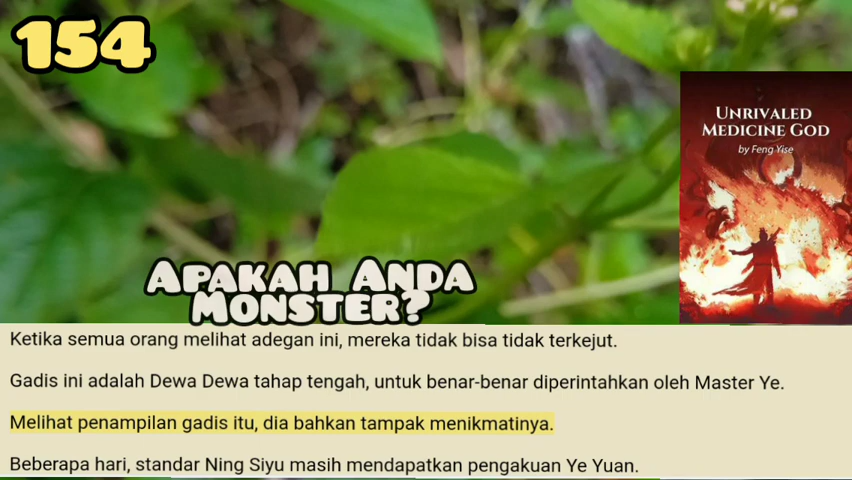 154
UNRIVALED
MEDICINE GOD
by Feng Yise
APAKAH ANDA
MONSTER?
Ketika semua orang melihat adegan ini, mereka tidak bisa tidak terkejut.
Gadis ini adalah Dewa Dewa tahap tengah, untuk benar-benar diperintahkan oleh Master Ye.
Melihat penampilan gadis itu, dia bahkan tampak menikmatinya.
Beberapa hari, standar Ning Siyu masih mendapatkan pengakuan Ye Yuan.